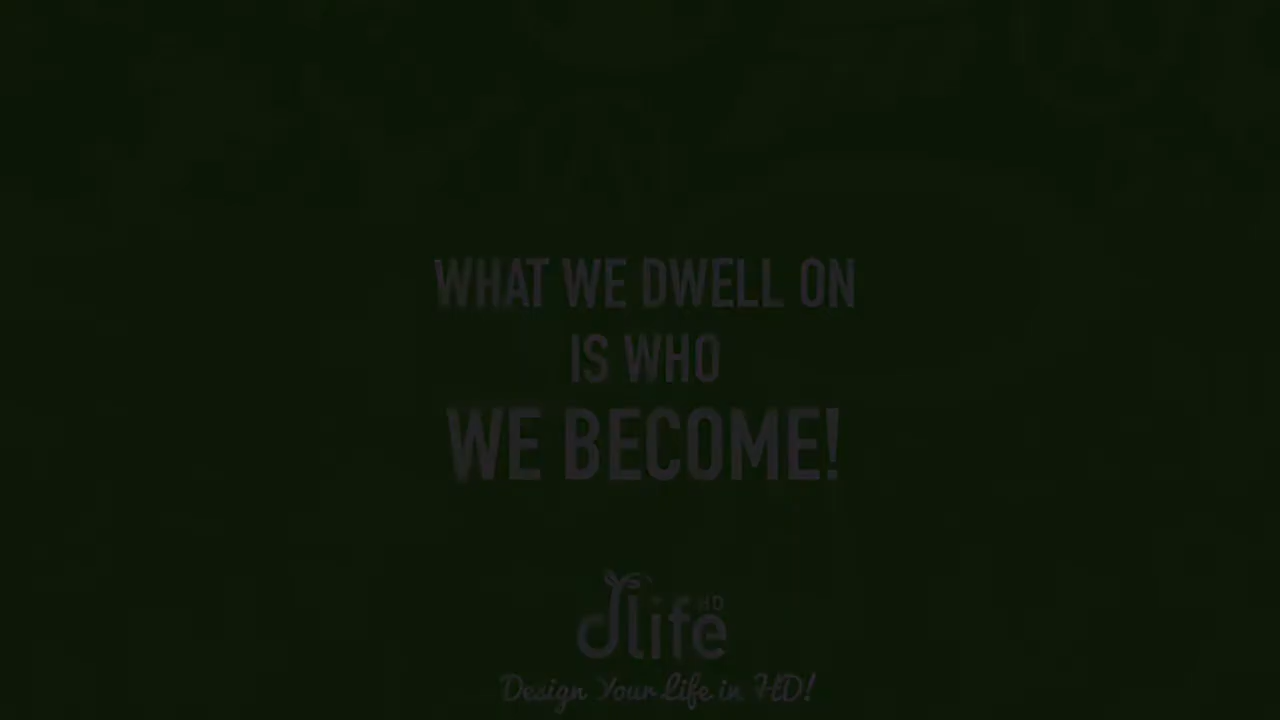 WHAT WE DWELL ON
IS WHO
WE BECOME!
dlife HD
Design Your Life in HD!